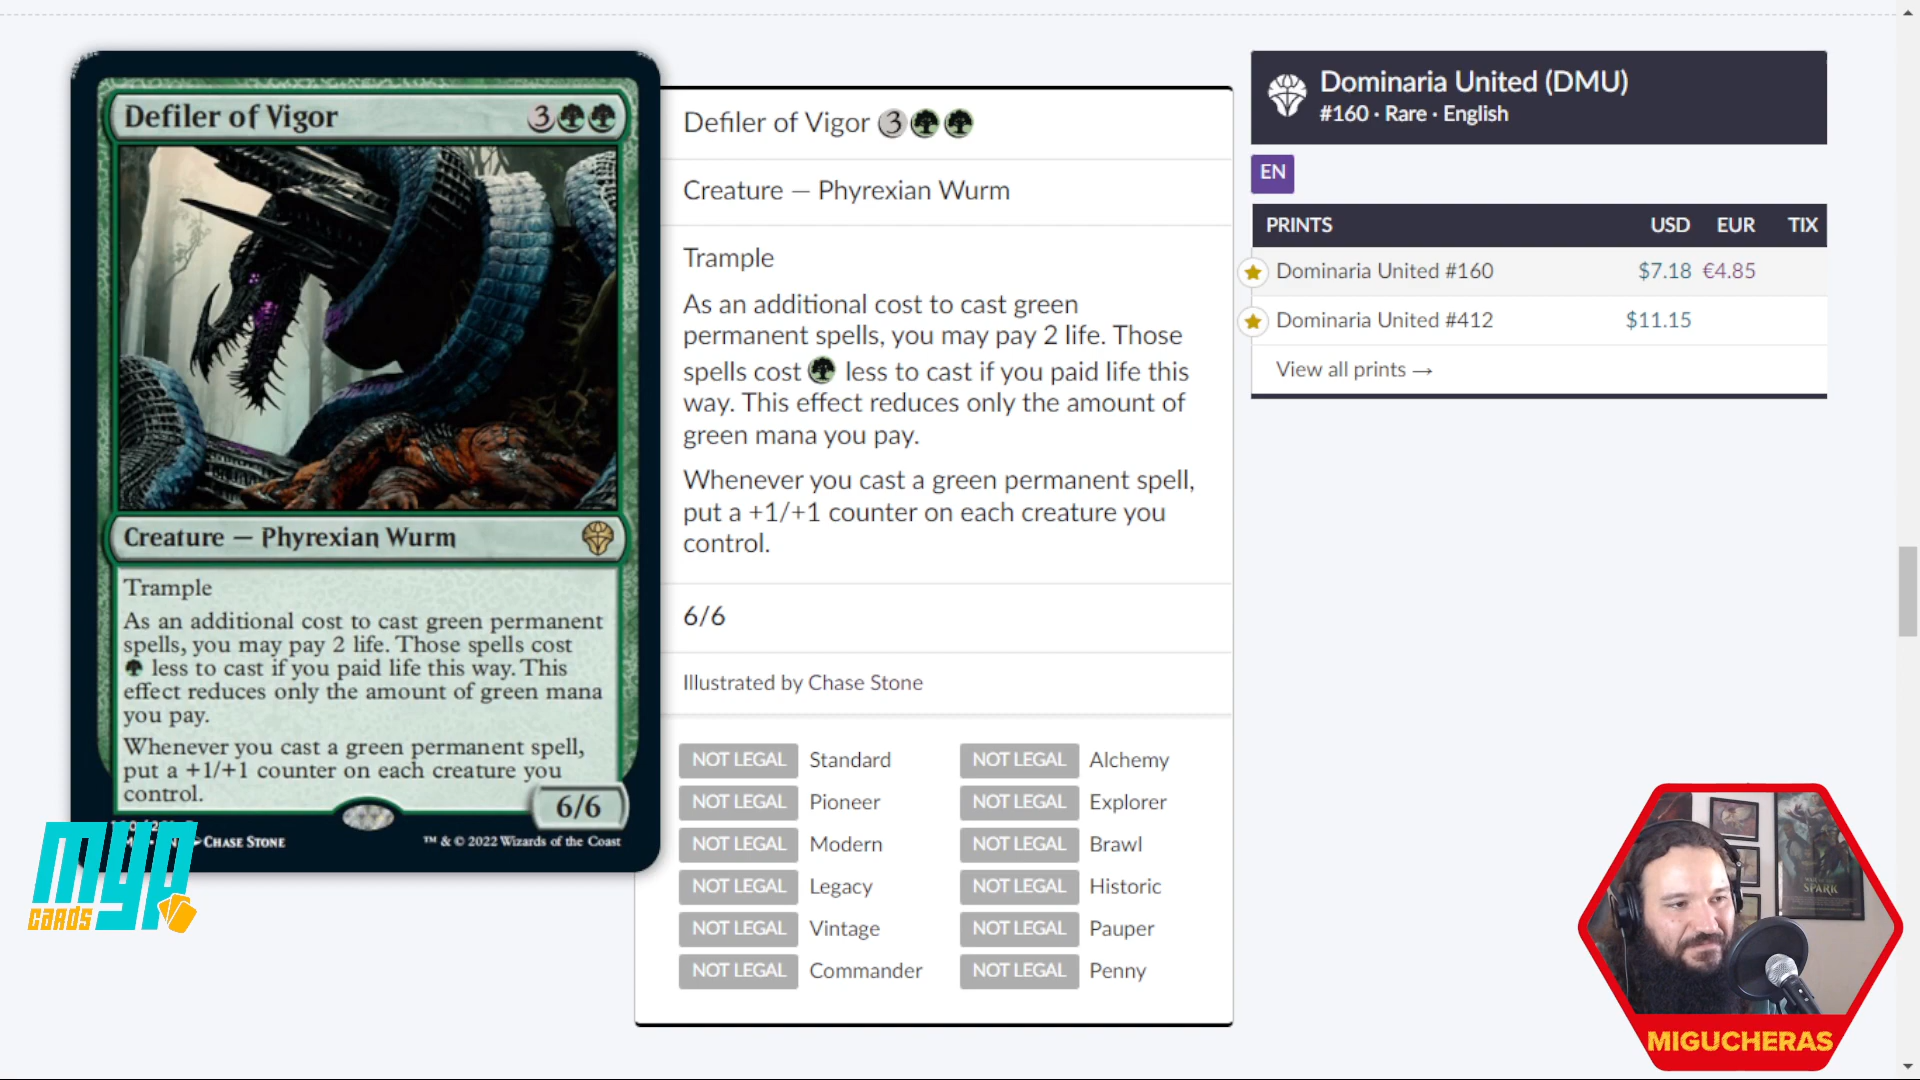 Defiler of Vigor 3
Creature — Phyrexian Wurm
Trample
As an additional cost to cast green permanent
spells, you may pay 2 life. Those spells cost
less to cast if you paid life this way. This
effect reduces only the amount of green mana
you pay.
Whenever you cast a green permanent spell,
put a +1/+1 counter on each creature you
control.
6/6
CHASE STONE
™ & © 2022 Wizards of the Coast
myp
CARDS
Defiler of Vigor 3
Creature — Phyrexian Wurm
Trample
As an additional cost to cast green
permanent spells, you may pay 2 life. Those
spells cost less to cast if you paid life this
way. This effect reduces only the amount of
green mana you pay.
Whenever you cast a green permanent spell,
put a +1/+1 counter on each creature you
control.
6/6
Illustrated by Chase Stone
NOT LEGAL Standard NOT LEGAL Alchemy
NOT LEGAL Pioneer NOT LEGAL Explorer
NOT LEGAL Modern NOT LEGAL Brawl
NOT LEGAL Legacy NOT LEGAL Historic
NOT LEGAL Vintage NOT LEGAL Pauper
NOT LEGAL Commander NOT LEGAL Penny
Dominaria United (DMU)
#160 · Rare · English
EN
PRINTS USD EUR TIX
Dominaria United #160 $7.18 €4.85
Dominaria United #412 $11.15
View all prints →
SPARK
MIGUCHERAS